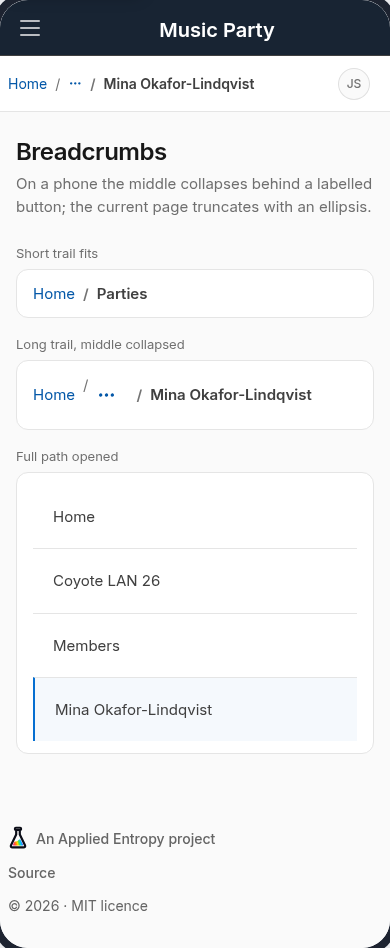 Music Party
Home / ··· / Mina Okafor-Lindqvist
JS
Breadcrumbs
On a phone the middle collapses behind a labelled
button; the current page truncates with an ellipsis.
Short trail fits
Home / Parties
Long trail, middle collapsed
Home / ••• / Mina Okafor-Lindqvist
Full path opened
Home
Coyote LAN 26
Members
Mina Okafor-Lindqvist
An Applied Entropy project
Source
© 2026 · MIT licence